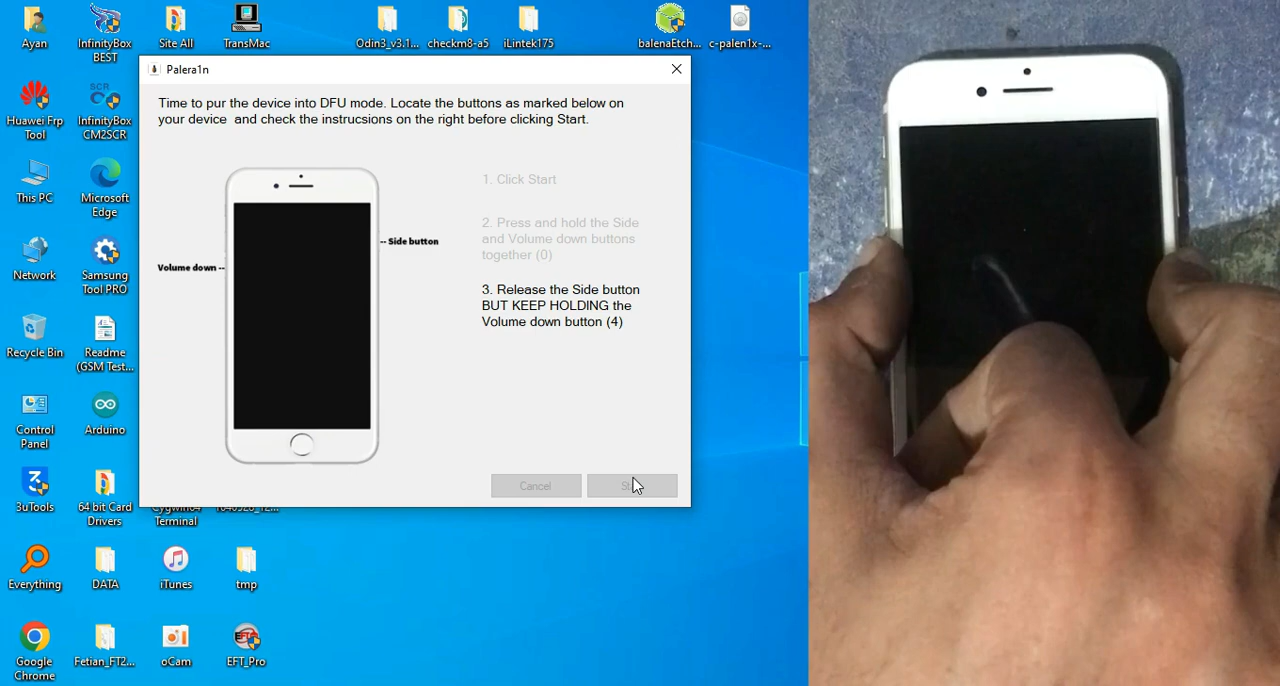 Ayan
InfinityBox
BEST
Site All
TransMac
Odin3_v3.1...
checkm8-a5
iLintek175
balenaEtch...
c-palen1x-...
Palera1n
Time to pur the device into DFU mode. Locate the buttons as marked below on
your device and check the instrucsions on the right before clicking Start.
1. Click Start
2. Press and hold the Side
and Volume down buttons
together (0)
3. Release the Side button
BUT KEEP HOLDING the
Volume down button (4)
-- Side button
Volume down --
Cancel
Huawei Frp
Tool
SCR
InfinityBox
CM2SCR
This PC
Microsoft
Edge
Network
Samsung
Tool PRO
Recycle Bin
Readme
(GSM Test...
Control
Panel
Arduino
3uTools
64 bit Card
Drivers
Cygwin64
Terminal
Everything
DATA
iTunes
tmp
Google
Chrome
Fetian_FT2...
oCam
EFT
EFT_Pro